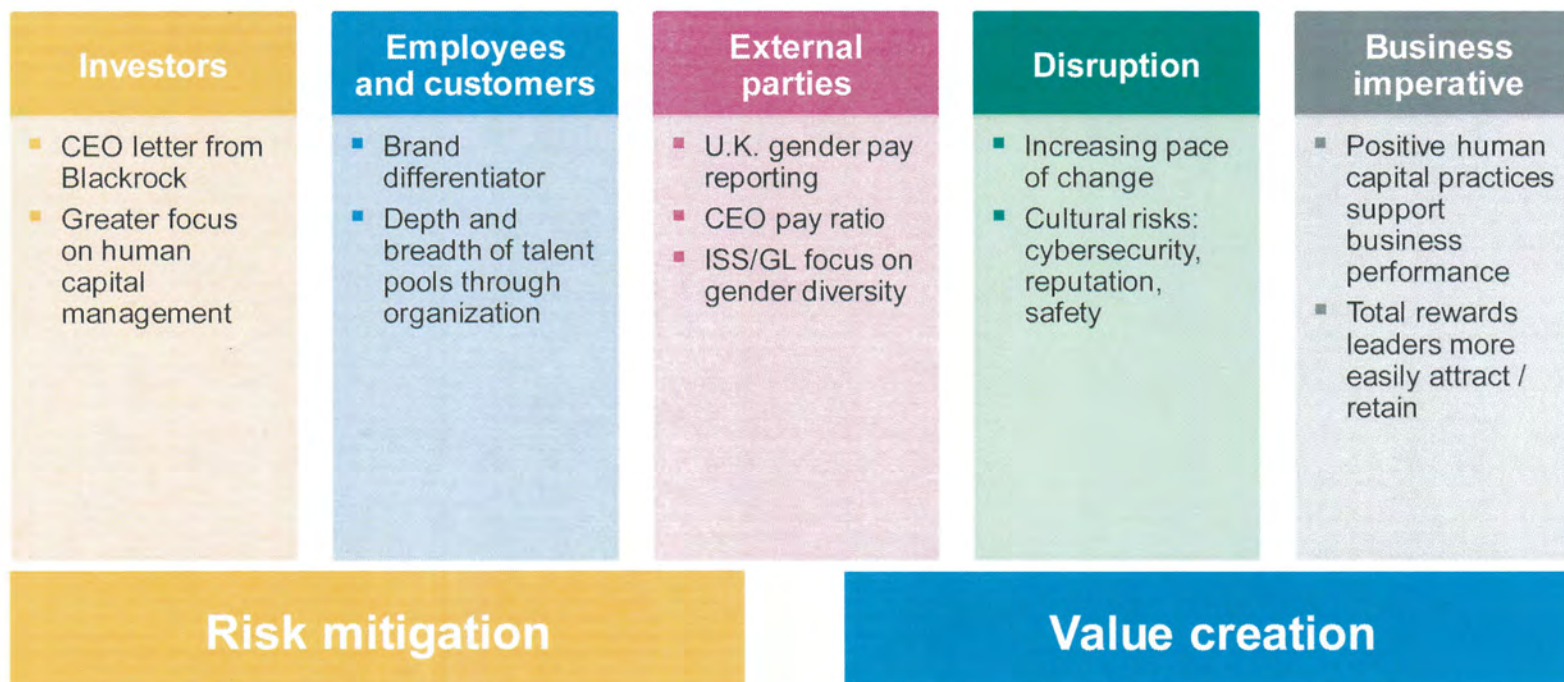 Investors
CEO letter from
Blackrock
Greater focus
on human
capital
management
Employees
and customers
Brand
differentiator
Depth and
breadth of talent
pools through
organization
External
parties
U.K. gender pay
reporting
CEO pay ratio
ISS/GL focus on
gender diversity
Disruption
Increasing pace
of change
Cultural risks:
cybersecurity,
reputation,
safety
Business
imperative
Positive human
capital practices
support
business
performance
Total rewards
leaders more
easily attract /
retain
Risk mitigation
Value creation